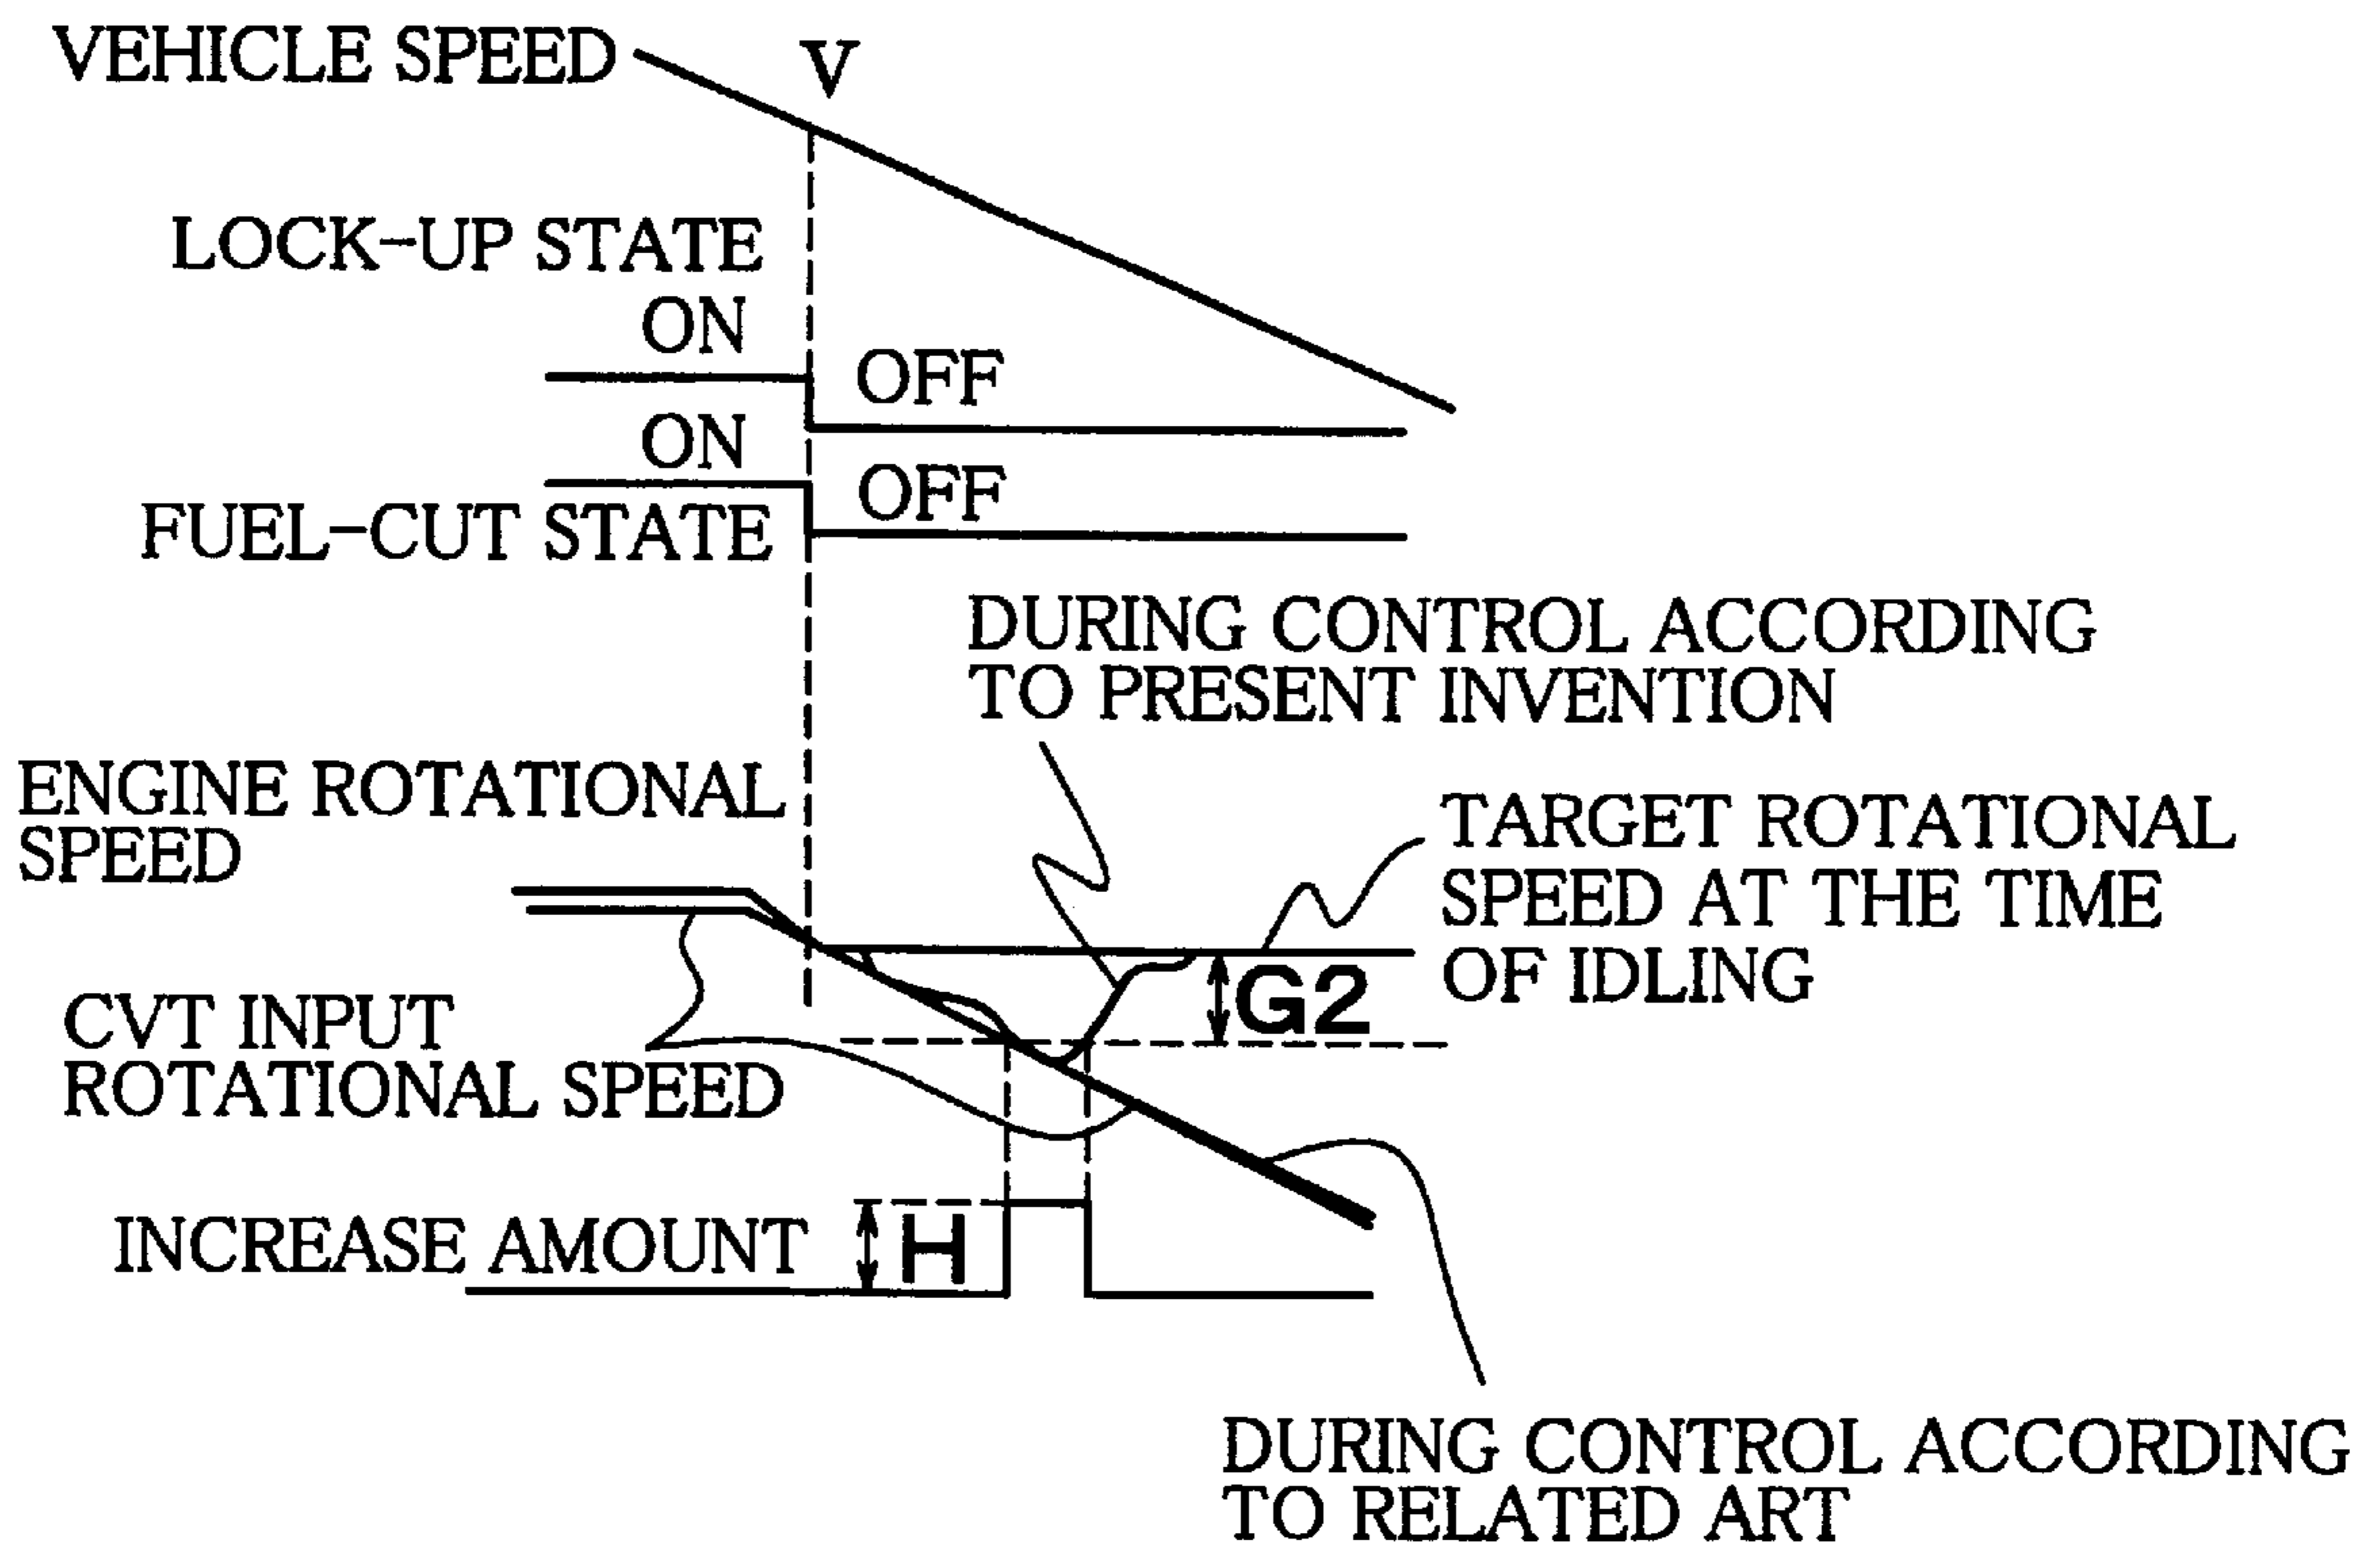 VEHICLE SPEED
V
LOCK-UP STATE
ON
OFF
ON
OFF
FUEL-CUT STATE
DURING CONTROL ACCORDING
TO PRESENT INVENTION
ENGINE ROTATIONAL
SPEED
TARGET ROTATIONAL
SPEED AT THE TIME
OF IDLING
G2
CVT INPUT
ROTATIONAL SPEED
INCREASE AMOUNT
H
DURING CONTROL ACCORDING
TO RELATED ART